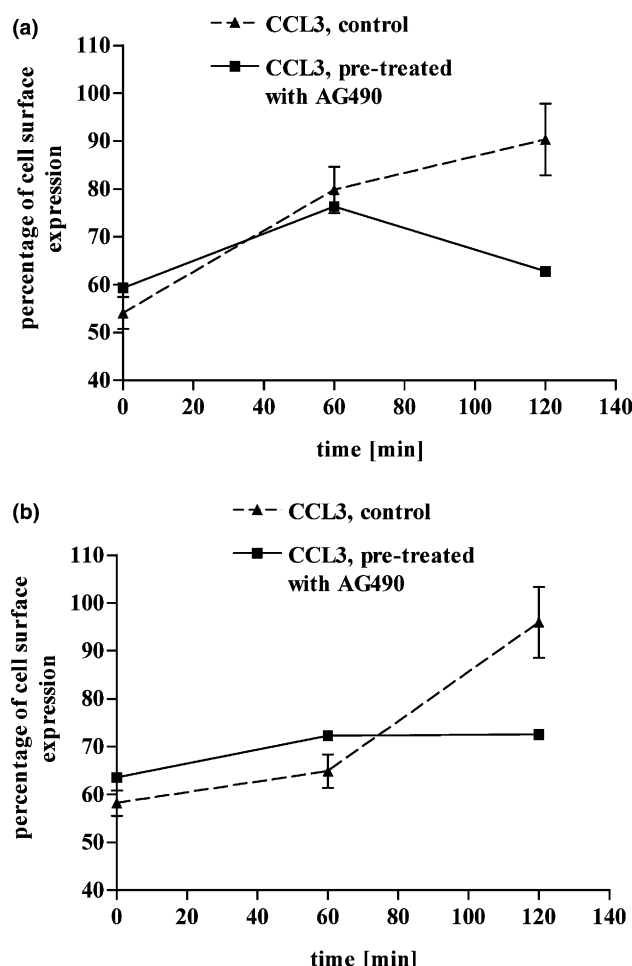 (a)
CCL3, control
CCL3, pre-treated
with AG490
110
100
90
80
70
60
50
40
percentage of cell surface
expression
0 20 40 60 80 100 120 140
time [min]
(b)
CCL3, control
CCL3, pre-treated
with AG490
110
100
90
80
70
60
50
40
percentage of cell surface
expression
0 20 40 60 80 100 120 140
time [min]